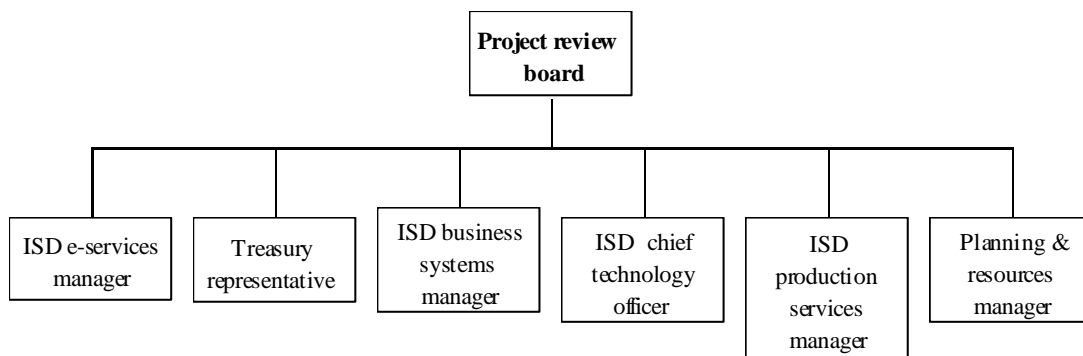 Project review
board
ISD e-services
manager
Treasury
representative
ISD business
systems
manager
ISD chief
technology
officer
ISD
production
services
manager
Planning &
resources
manager